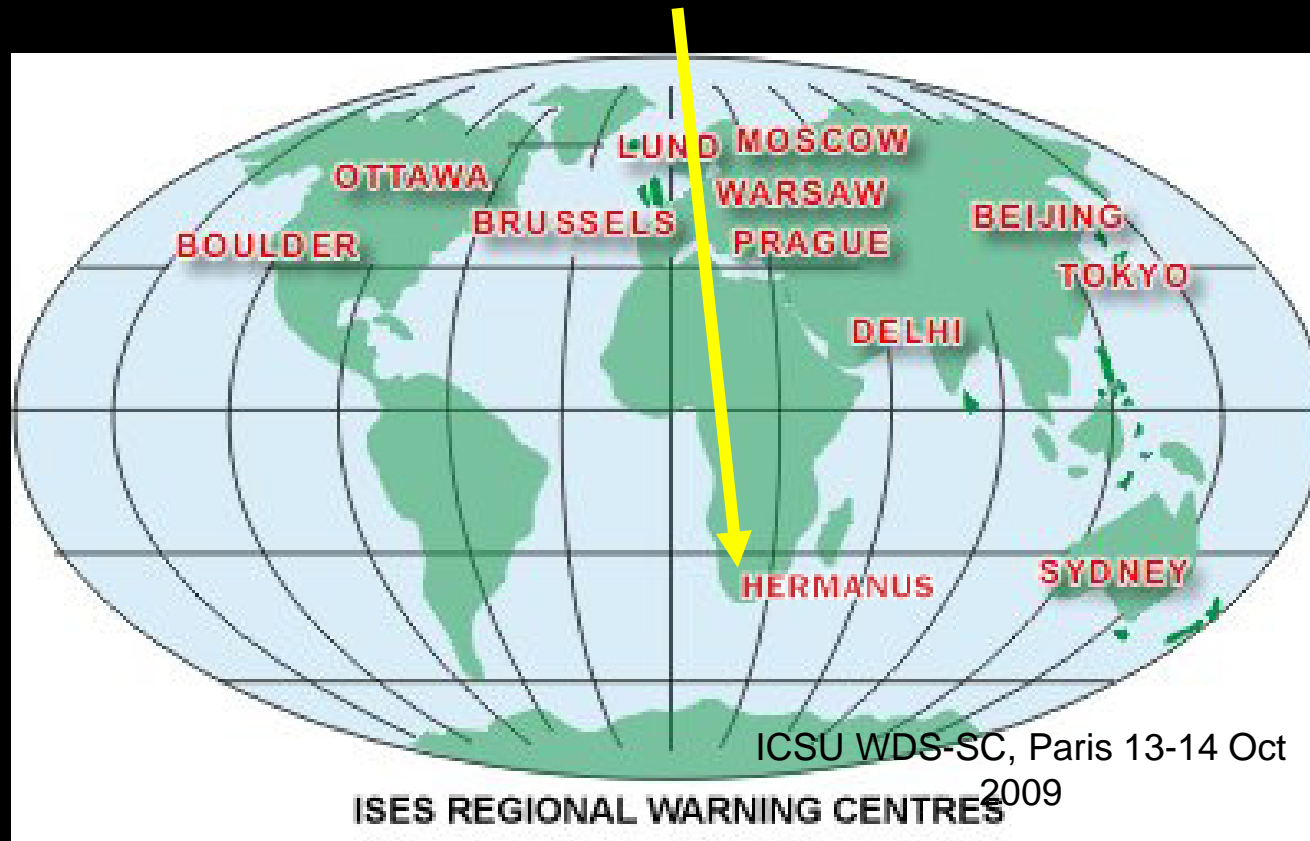 LUND
MOSCOW
OTTAWA
WARSAW
BRUSSELS
BEIJING
BOULDER
PRAGUE
TOKYO
DELHI
SYDNEY
HERMANUS
ICSU WDS-SC, Paris 13-14 Oct
2009
ISES REGIONAL WARNING CENTRES